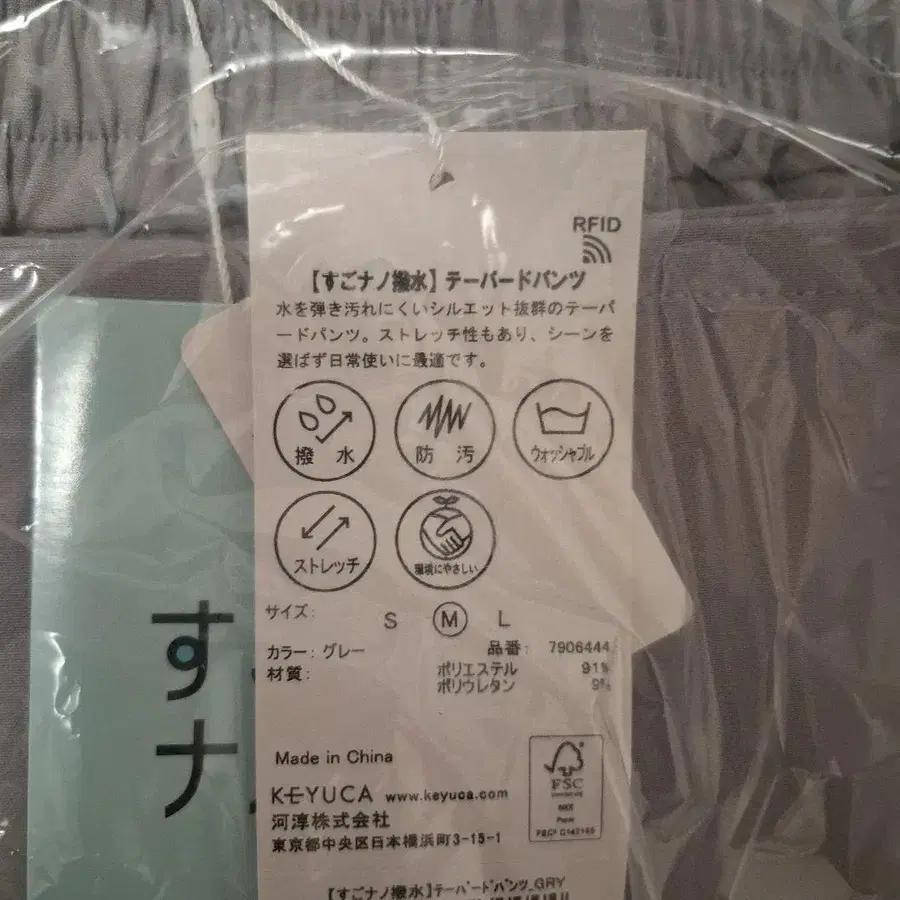 RFID
【すごナノ撥水】テーパードパンツ
水を弾き汚れにくいシルエット抜群のテーパ
ードパンツ。ストレッチ性もあり、シーンを
選ばず日常使いに最適です。
撥 水
防 汚
ウォッシャブル
ストレッチ
環境にやさしい
サイズ: S M L
カラー: グレー 品番: 7906444
材質: ポリエステル 91%
ポリウレタン 9%
すご
ナ
Made in China
KEYUCA www.keyuca.com
河淳株式会社
東京都中央区日本橋浜町3-15-1
FSC
MIX
Paper
【すごナノ撥水】テーパードパンツ_GRY